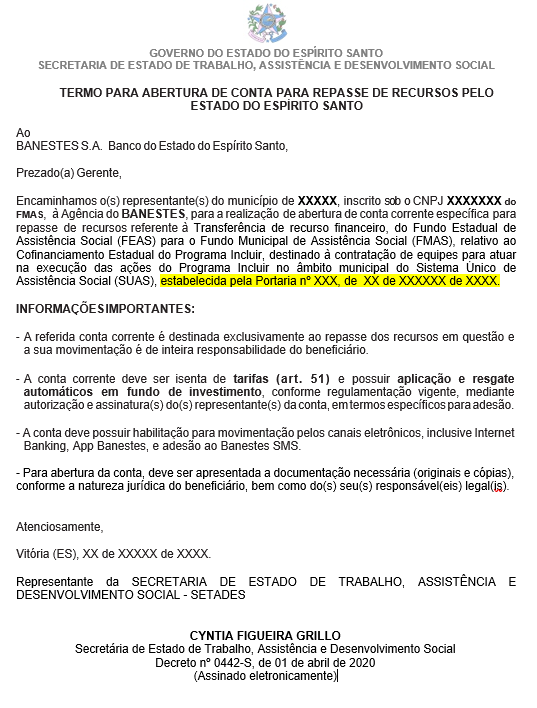 GOVERNO DO ESTADO DO ESPÍRITO SANTO
SECRETARIA DE ESTADO DE TRABALHO, ASSISTÊNCIA E DESENVOLVIMENTO SOCIAL
TERMO PARA ABERTURA DE CONTA PARA REPASSE DE RECURSOS PELO
ESTADO DO ESPÍRITO SANTO
Ao
BANESTES S.A. Banco do Estado do Espírito Santo,
Prezado(a) Gerente,
Encaminhamos o(s) representante(s) do município de XXXXX, inscrito sob o CNPJ XXXXXXX do
FMAS, à Agência do BANESTES, para a realização de abertura de conta corrente específica para
repasse de recursos referente à Transferência de recurso financeiro, do Fundo Estadual de
Assistência Social (FEAS) para o Fundo Municipal de Assistência Social (FMAS), relativo ao
Cofinanciamento Estadual do Programa Incluir, destinado à contratação de equipes para atuar
na execução das ações do Programa Incluir no âmbito municipal do Sistema Único de
Assistência Social (SUAS), estabelecida pela Portaria nº XXX, de XX de XXXXXX de XXXX.
INFORMAÇÕES IMPORTANTES:
- A referida conta corrente é destinada exclusivamente ao repasse dos recursos em questão e
a sua movimentação é de inteira responsabilidade do beneficiário.
- A conta corrente deve ser isenta de tarifas (art. 51) e possuir aplicação e resgate
automáticos em fundo de investimento, conforme regulamentação vigente, mediante
autorização e assinatura(s) do(s) representante(s) da conta, em termos específicos para adesão.
- A conta deve possuir habilitação para movimentação pelos canais eletrônicos, inclusive Internet
Banking, App Banestes, e adesão ao Banestes SMS.
- Para abertura da conta, deve ser apresentada a documentação necessária (originais e cópias),
conforme a natureza jurídica do beneficiário, bem como do(s) seu(s) responsável(eis) legal(is).
Atenciosamente,
Vitória (ES), XX de XXXXX de XXXX.
Representante da SECRETARIA DE ESTADO DE TRABALHO, ASSISTÊNCIA E
DESENVOLVIMENTO SOCIAL - SETADES
CYNTIA FIGUEIRA GRILLO
Secretária de Estado de Trabalho, Assistência e Desenvolvimento Social
Decreto nº 0442-S, de 01 de abril de 2020
(Assinado eletronicamente)